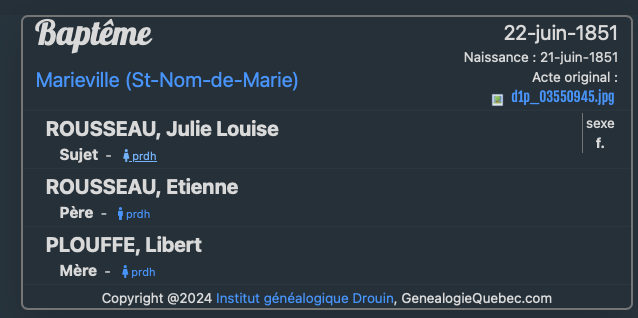 Baptême
22-juin-1851
Naissance : 21-juin-1851
Marieville (St-Nom-de-Marie)
Acte original :
d1p_03550945.jpg
ROUSSEAU, Julie Louise
sexe
f.
Sujet - prdh
ROUSSEAU, Etienne
Père - prdh
PLOUFFE, Libert
Mère - prdh
Copyright @2024 Institut généalogique Drouin, GenealogieQuebec.com